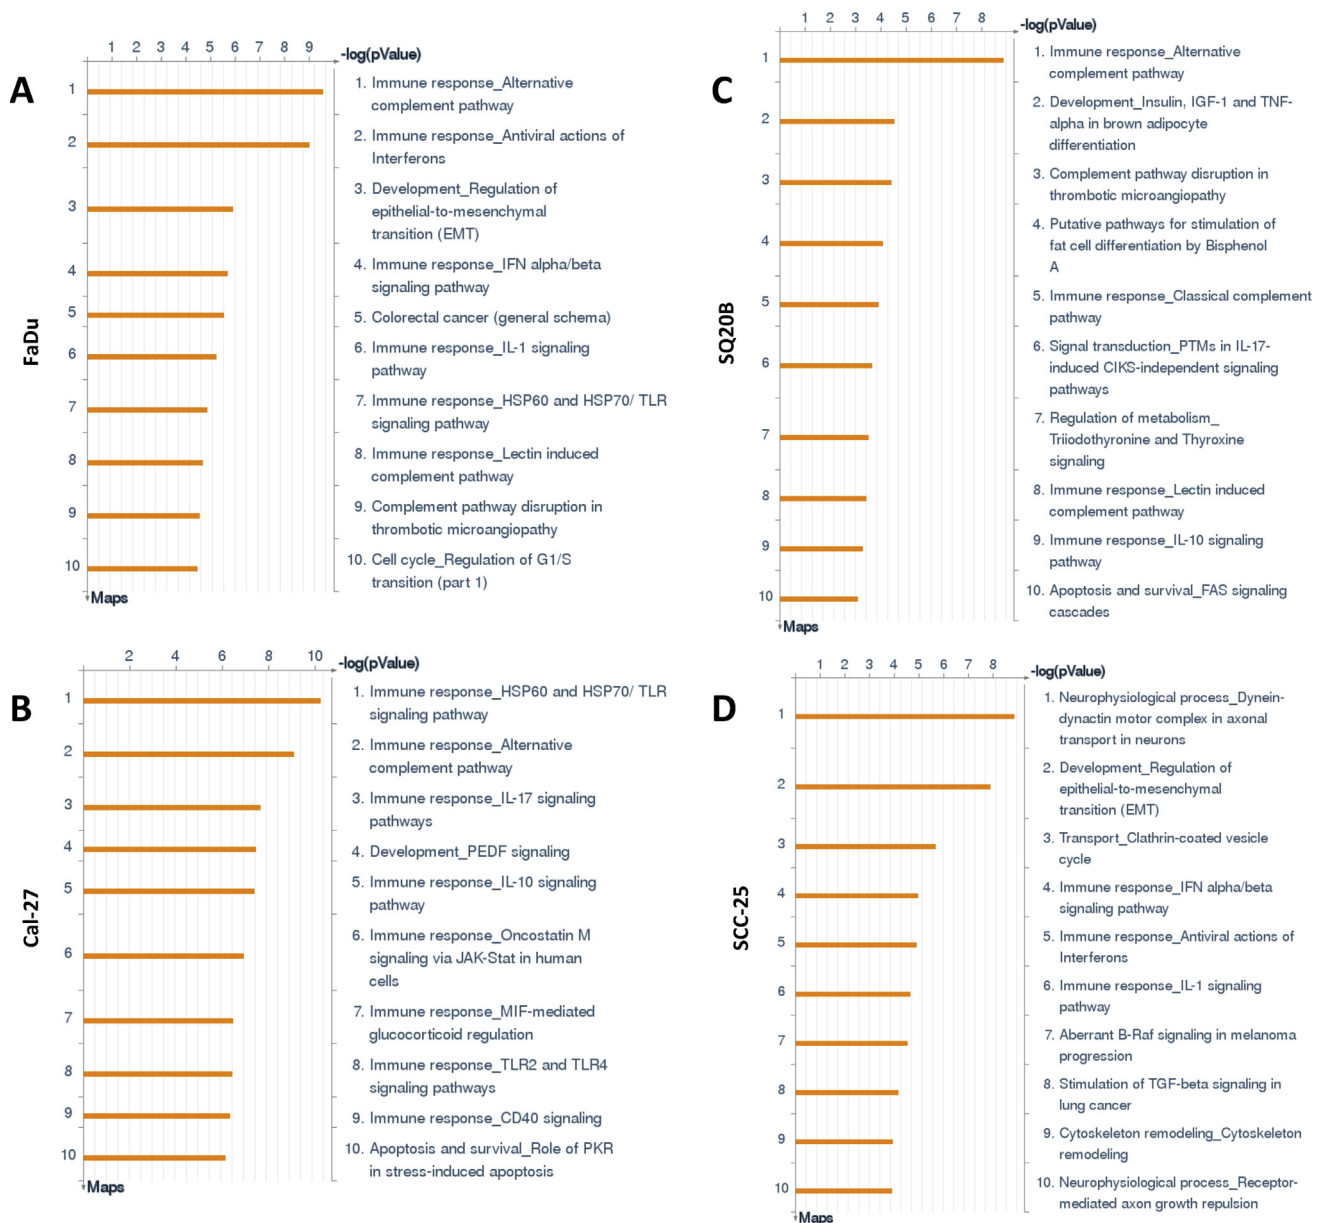 A
FaDu
1 2 3 4 5 6 7 8 9
-log(pValue)
1
2
3
4
5
6
7
8
9
10
Maps
1. Immune response_Alternative
complement pathway
2. Immune response_Antiviral actions of
Interferons
3. Development_Regulation of
epithelial-to-mesenchymal
transition (EMT)
4. Immune response_IFN alpha/beta
signaling pathway
5. Colorectal cancer (general schema)
6. Immune response_IL-1 signaling
pathway
7. Immune response_HSP60 and HSP70/ TLR
signaling pathway
8. Immune response_Lectin induced
complement pathway
9. Complement pathway disruption in
thrombotic microangiopathy
10. Cell cycle_Regulation of G1/S
transition (part 1)
B
Cal-27
2 4 6 8 10
-log(pValue)
1
2
3
4
5
6
7
8
9
10
Maps
1. Immune response_HSP60 and HSP70/ TLR
signaling pathway
2. Immune response_Alternative
complement pathway
3. Immune response_IL-17 signaling
pathways
4. Development_PEDF signaling
5. Immune response_IL-10 signaling
pathway
6. Immune response_Oncostatin M
signaling via JAK-Stat in human
cells
7. Immune response_MIF-mediated
glucocorticoid regulation
8. Immune response_TLR2 and TLR4
signaling pathways
9. Immune response_CD40 signaling
10. Apoptosis and survival_Role of PKR
in stress-induced apoptosis
C
SQ20B
1 2 3 4 5 6 7 8
-log(pValue)
1
2
3
4
5
6
7
8
9
10
Maps
1. Immune response_Alternative
complement pathway
2. Development_Insulin, IGF-1 and TNF-
alpha in brown adipocyte
differentiation
3. Complement pathway disruption in
thrombotic microangiopathy
4. Putative pathways for stimulation of
fat cell differentiation by Bisphenol
A
5. Immune response_Classical complement
pathway
6. Signal transduction_PTMs in IL-17-
induced CIKS-independent signaling
pathways
7. Regulation of metabolism_
Triiodothyronine and Thyroxine
signaling
8. Immune response_Lectin induced
complement pathway
9. Immune response_IL-10 signaling
pathway
10. Apoptosis and survival_FAS signaling
cascades
D
SCC-25
1 2 3 4 5 6 7 8
-log(pValue)
1
2
3
4
5
6
7
8
9
10
Maps
1. Neurophysiological process_Dynein-
dynactin motor complex in axonal
transport in neurons
2. Development_Regulation of
epithelial-to-mesenchymal
transition (EMT)
3. Transport_Clathrin-coated vesicle
cycle
4. Immune response_IFN alpha/beta
signaling pathway
5. Immune response_Antiviral actions of
Interferons
6. Immune response_IL-1 signaling
pathway
7. Aberrant B-Raf signaling in melanoma
progression
8. Stimulation of TGF-beta signaling in
lung cancer
9. Cytoskeleton remodeling_Cytoskeleton
remodeling
10. Neurophysiological process_Receptor-
mediated axon growth repulsion